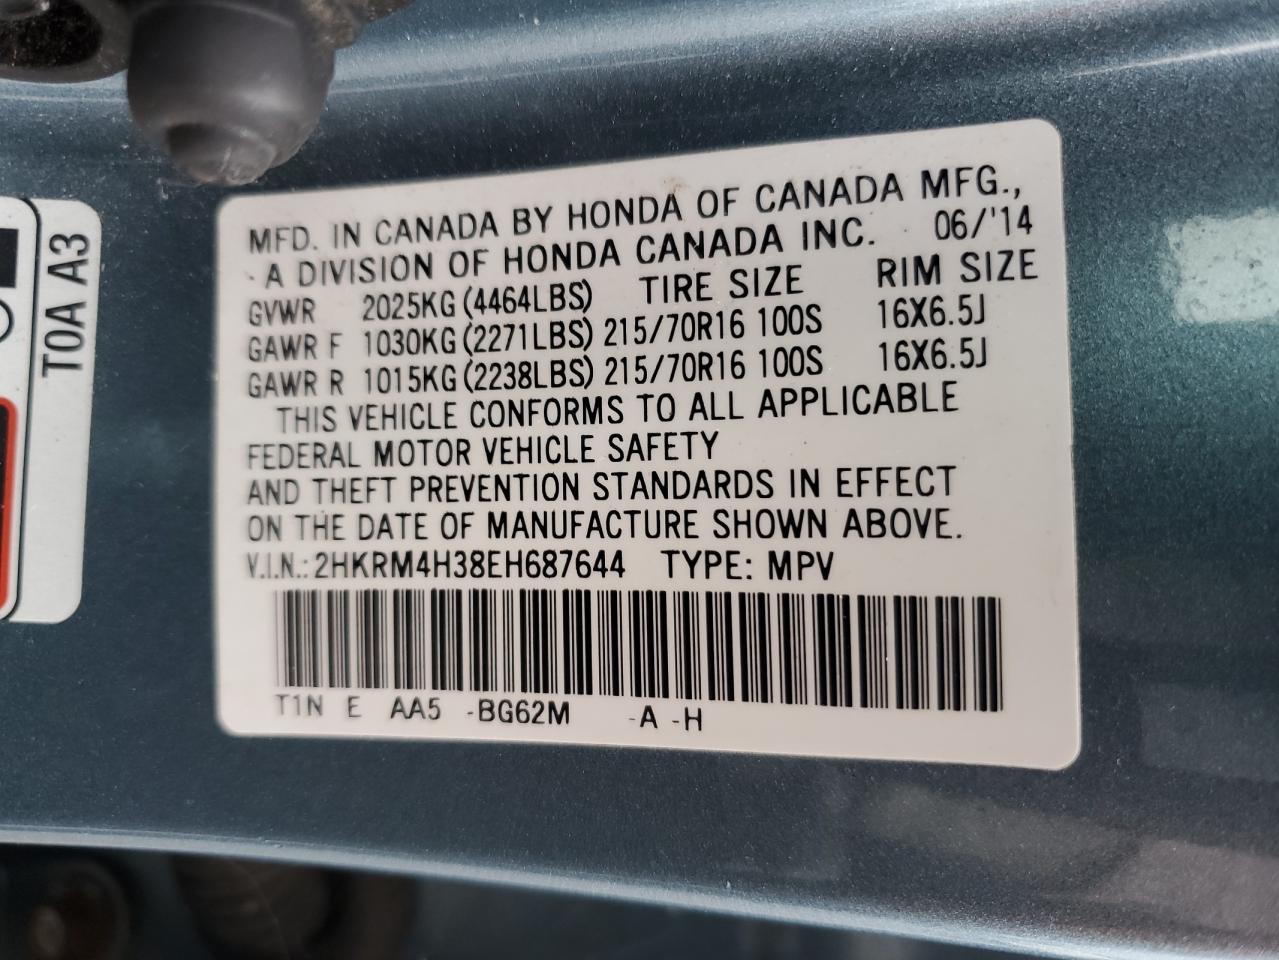 MFD. IN CANADA BY HONDA OF CANADA MFG.,
A DIVISION OF HONDA CANADA INC. 06/'14
GVWR 2025KG (4464LBS) TIRE SIZE RIM SIZE
GAWR F 1030KG (2271LBS) 215/70R16 100S 16X6.5J
GAWR R 1015KG (2238LBS) 215/70R16 100S 16X6.5J
THIS VEHICLE CONFORMS TO ALL APPLICABLE
FEDERAL MOTOR VEHICLE SAFETY
AND THEFT PREVENTION STANDARDS IN EFFECT
ON THE DATE OF MANUFACTURE SHOWN ABOVE.
V.I.N.: 2HKRM4H38EH687644 TYPE: MPV
T1N E AA5 -BG62M -A -H
T0A A3